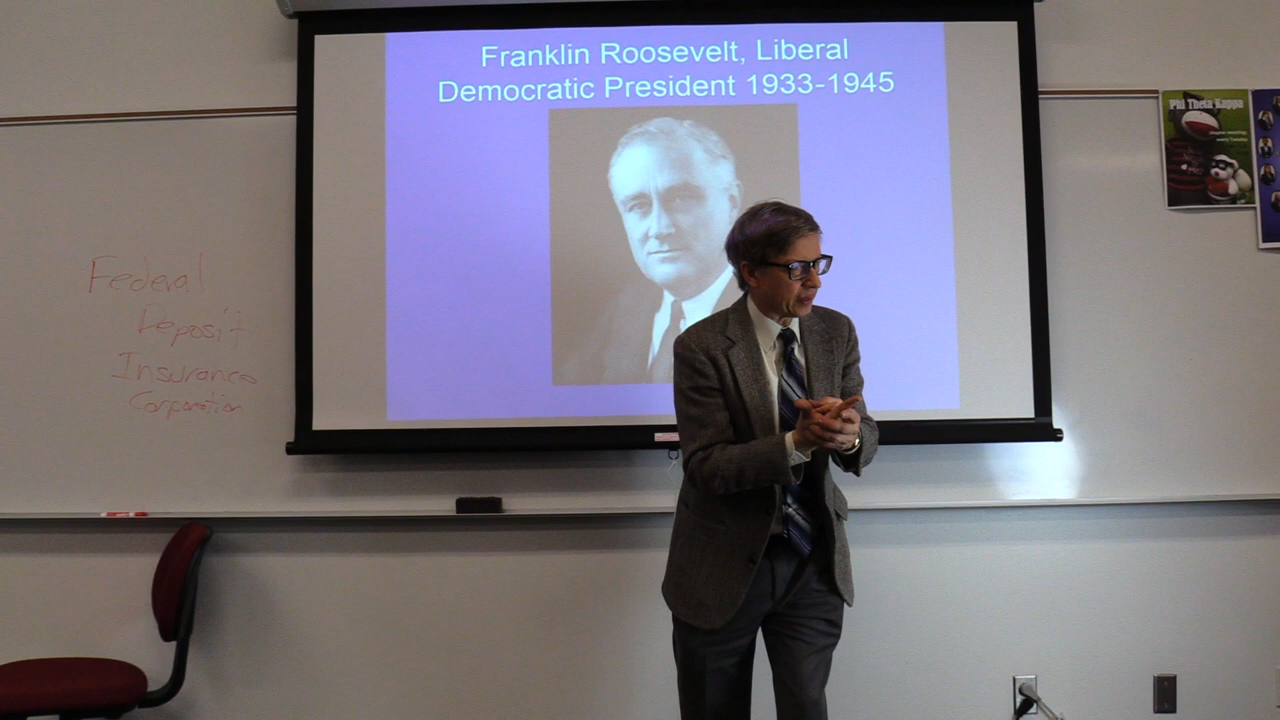 Franklin Roosevelt, Liberal
Democratic President 1933-1945
Federal
Deposit
Insurance
Corporation
Phi Theta Kappa